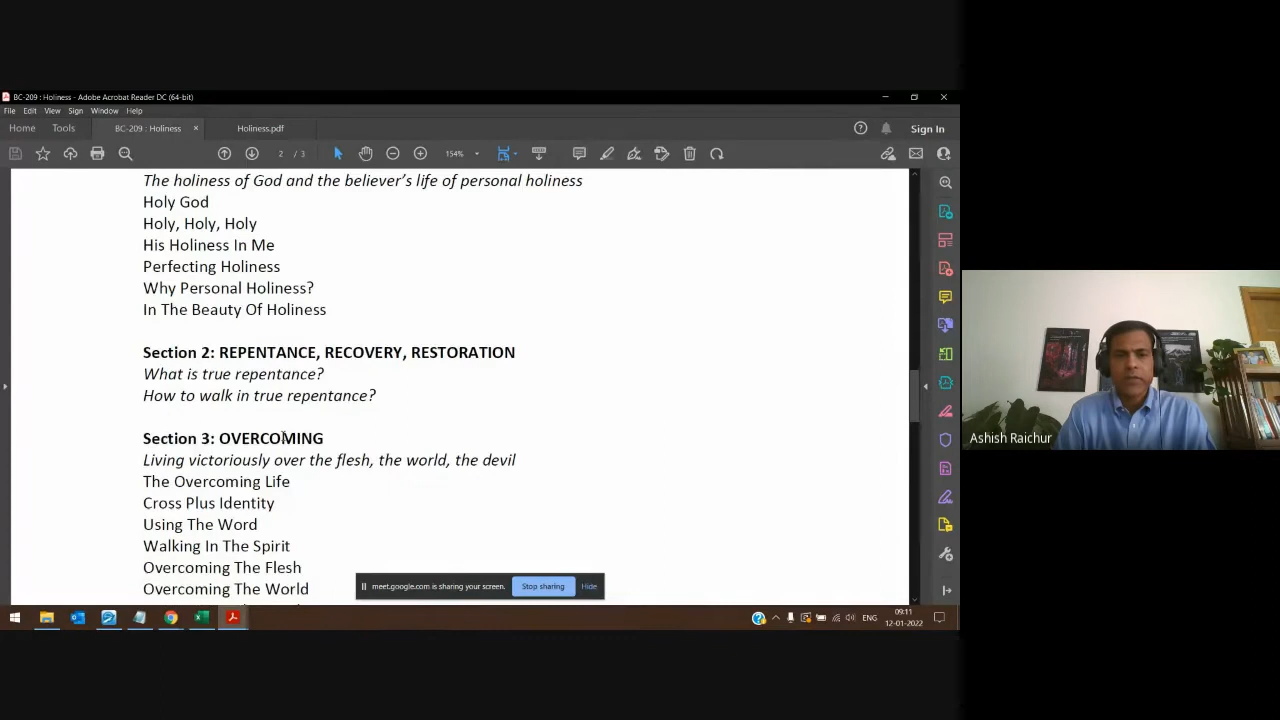 BC-209 : Holiness - Adobe Acrobat Reader DC (64-bit)
File Edit View Sign Window Help
Home Tools BC-209 : Holiness × Holiness.pdf Sign In
2 / 3 154%
The holiness of God and the believer's life of personal holiness
Holy God
Holy, Holy, Holy
His Holiness In Me
Perfecting Holiness
Why Personal Holiness?
In The Beauty Of Holiness
Section 2: REPENTANCE, RECOVERY, RESTORATION
What is true repentance?
How to walk in true repentance?
Section 3: OVERCOMING
Living victoriously over the flesh, the world, the devil
The Overcoming Life
Cross Plus Identity
Using The Word
Walking In The Spirit
Overcoming The Flesh
Overcoming The World
meet.google.com is sharing your screen. Stop sharing Hide
Ashish Raichur
ENG
09:11
12-01-2022